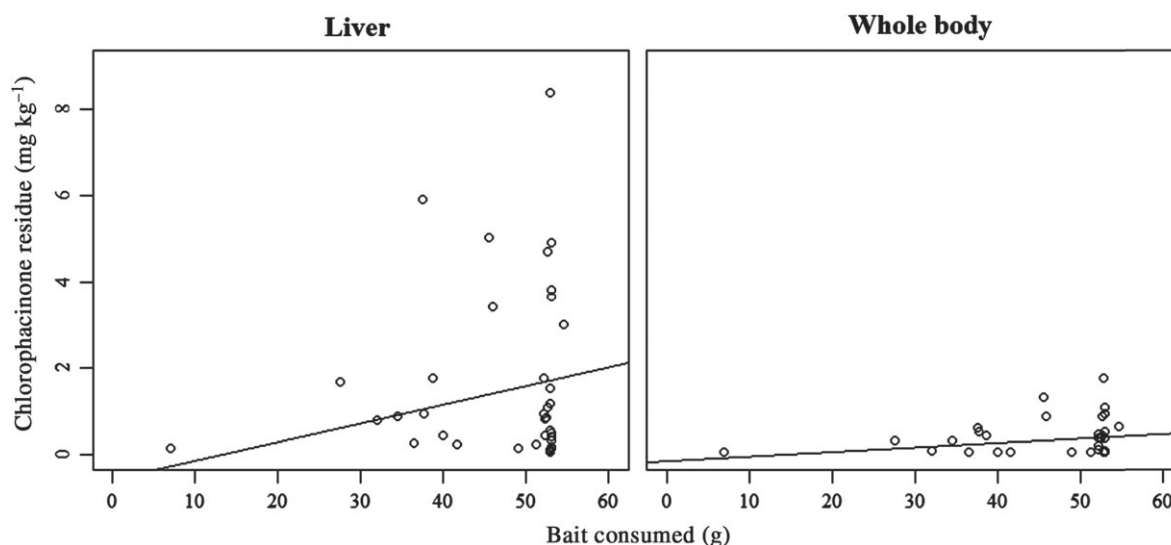 Liver
Whole body
Chlorophacinone residue (mg kg⁻¹)
8
6
4
2
0
0 10 20 30 40 50 60
0 10 20 30 40 50 60
Bait consumed (g)